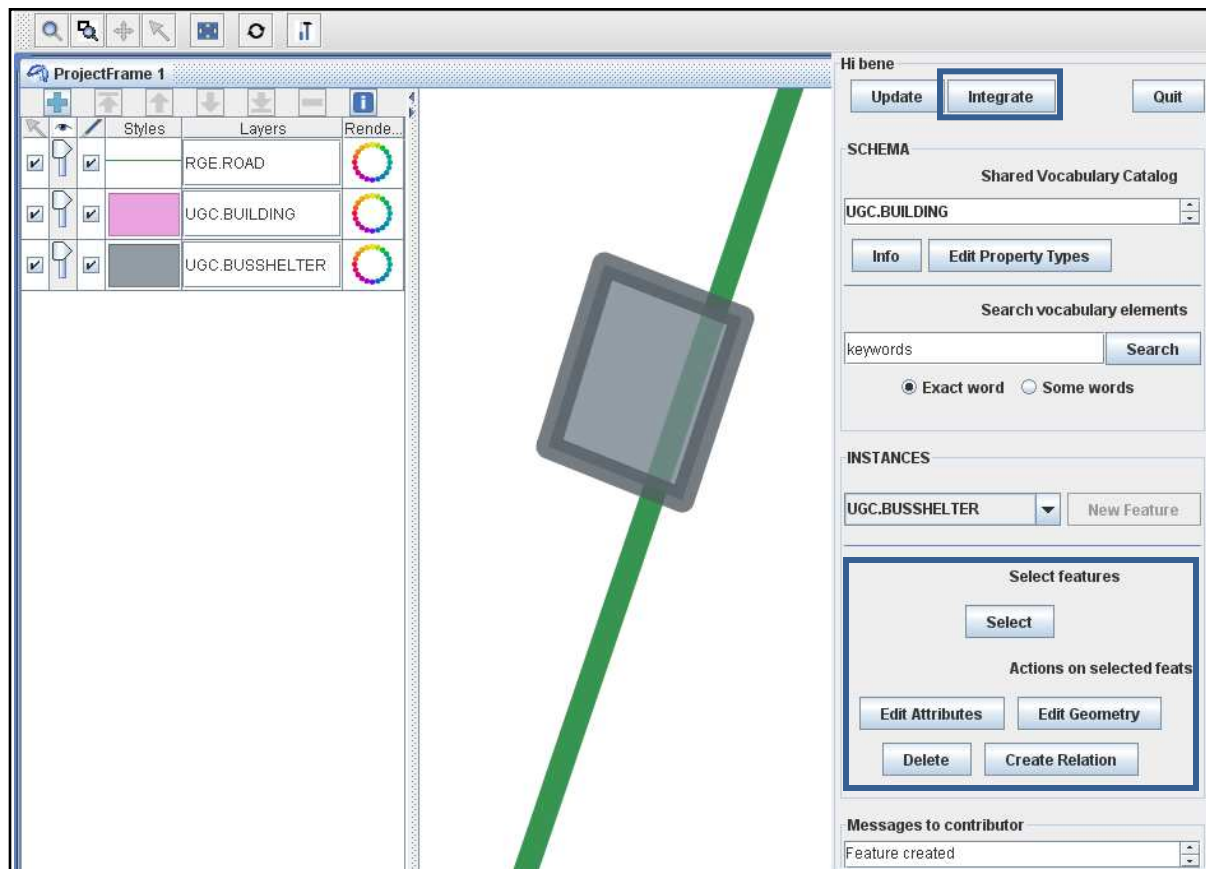 ProjectFrame 1
Styles Layers Rende...
RGE.ROAD
UGC.BUILDING
UGC.BUSSHELTER
Hi bene
Update Integrate Quit
SCHEMA
Shared Vocabulary Catalog
UGC.BUILDING
Info Edit Property Types
Search vocabulary elements
keywords Search
Exact word Some words
INSTANCES
UGC.BUSSHELTER New Feature
Select features
Select
Actions on selected feats
Edit Attributes Edit Geometry
Delete Create Relation
Messages to contributor
Feature created